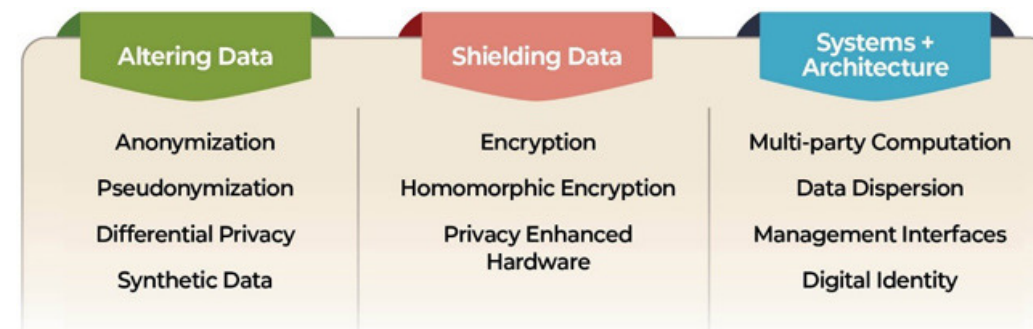 Altering Data
Anonymization
Pseudonymization
Differential Privacy
Synthetic Data
Shielding Data
Encryption
Homomorphic Encryption
Privacy Enhanced
Hardware
Systems +
Architecture
Multi-party Computation
Data Dispersion
Management Interfaces
Digital Identity